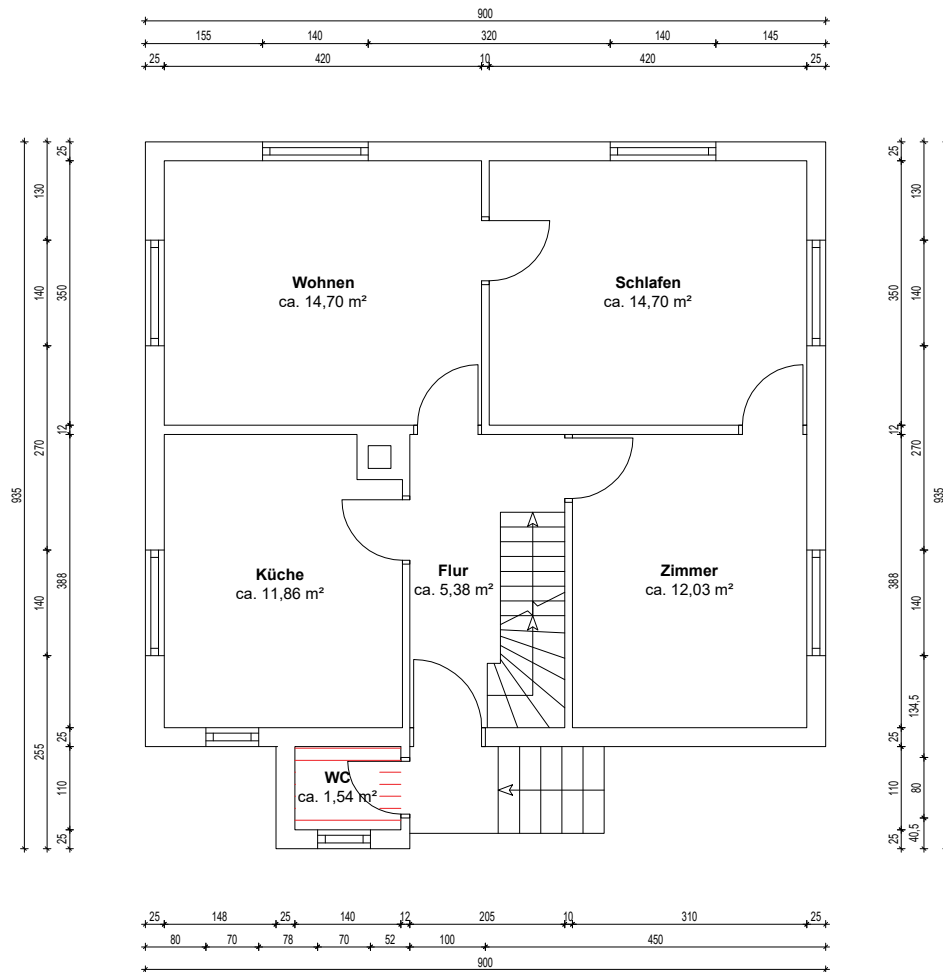 900
155 140 320 140 145
25 420 10 420 25
25 130 140 350 12 270 388 140 935 25 255 110 25
25 130 140 350 12 270 388 140 935 134,5 25 110 80 25 40,5
Wohnen
ca. 14,70 m²
Schlafen
ca. 14,70 m²
Küche
ca. 11,86 m²
Flur
ca. 5,38 m²
Zimmer
ca. 12,03 m²
WC
ca. 1,54 m²
25 148 25 140 12 205 10 310 25
80 70 78 70 52 100 450
900